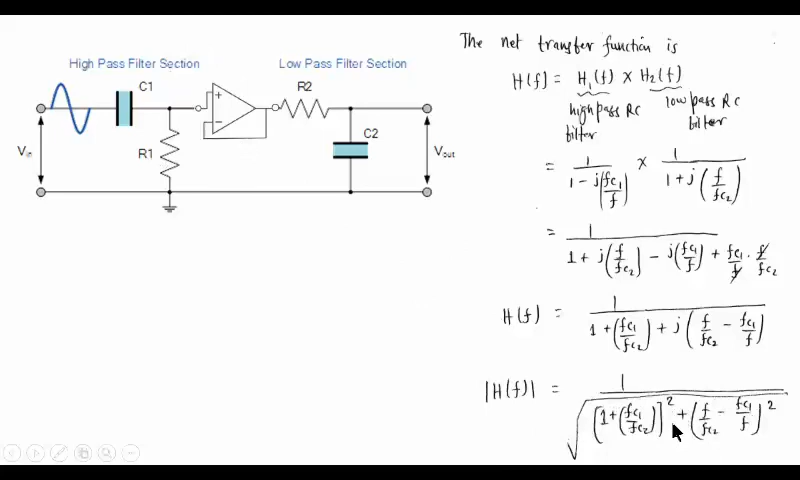 High Pass Filter Section
Low Pass Filter Section
C1
R2
+
−
R1
C2
Vin
Vout
The net transfer function is
H(f) = H₁(f) × H₂(f)
high pass RC filter
low pass RC filter
= 1/(1 - j(fc₁/f)) × 1/(1 + j(f/fc₂))
= 1/(1 + j(f/fc₂) - j(fc₁/f) + fc₁/f · f/fc₂)
H(f) = 1/(1 + (fc₁/fc₂) + j(f/fc₂ - fc₁/f))
|H(f)| = 1/√([1 + (fc₁/fc₂)]² + (f/fc₂ - fc₁/f)²)